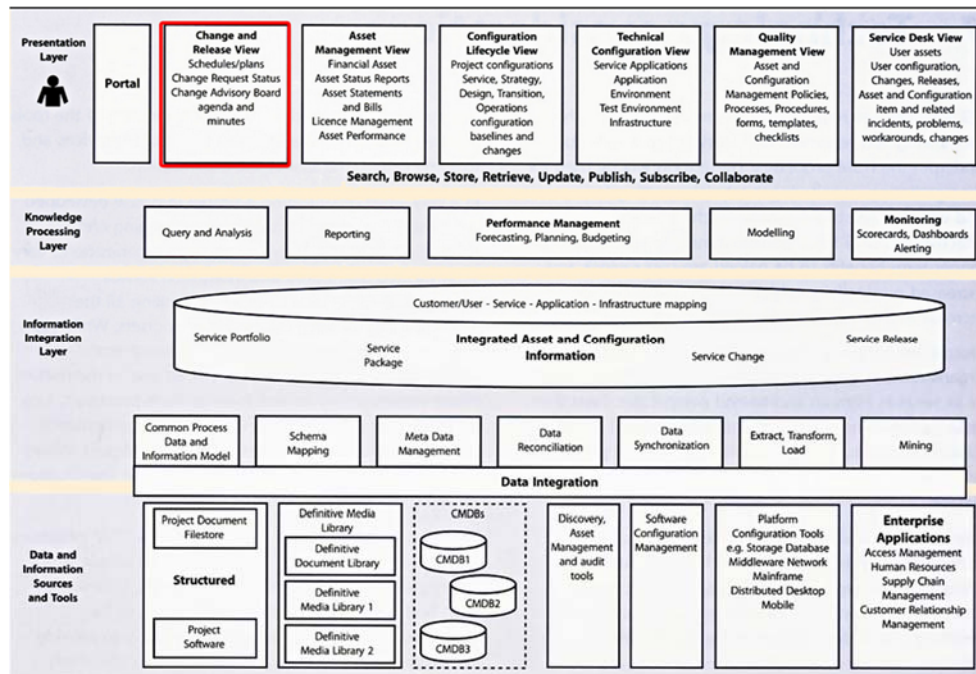 Presentation
Layer
Portal
Change and
Release View
Schedules/plans
Change Request Status
Change Advisory Board
agenda and
minutes
Asset
Management View
Financial Asset
Asset Status Reports
Asset Statements
and Bills
Licence Management
Asset Performance
Configuration
Lifecycle View
Project configurations
Service, Strategy,
Design, Transition,
Operations
configuration
baselines and
changes
Technical
Configuration View
Service Applications
Application
Environment
Test Environment
Infrastructure
Quality
Management View
Asset and
Configuration
Management Policies,
Processes, Procedures,
forms, templates,
checklists
Service Desk View
User assets
User configuration,
Changes, Releases,
Asset and Configuration
item and related
incidents, problems,
workarounds, changes
Search, Browse, Store, Retrieve, Update, Publish, Subscribe, Collaborate
Knowledge
Processing
Layer
Query and Analysis
Reporting
Performance Management
Forecasting, Planning, Budgeting
Modelling
Monitoring
Scorecards, Dashboards
Alerting
Information
Integration
Layer
Customer/User - Service - Application - Infrastructure mapping
Service Portfolio
Service
Package
Integrated Asset and Configuration
Information
Service Change
Service Release
Common Process
Data and
Information Model
Schema
Mapping
Meta Data
Management
Data
Reconciliation
Data
Synchronization
Extract, Transform,
Load
Mining
Data Integration
Data and
Information
Sources
and Tools
Project Document
Filestore
Structured
Project
Software
Definitive Media
Library
Definitive
Document Library
Definitive
Media Library 1
Definitive
Media Library 2
CMDBs
CMDB1
CMDB2
CMDB3
Discovery,
Asset
Management
and audit
tools
Software
Configuration
Management
Platform
Configuration Tools
e.g. Storage Database
Middleware Network
Mainframe
Distributed Desktop
Mobile
Enterprise
Applications
Access Management
Human Resources
Supply Chain
Management
Customer Relationship
Management